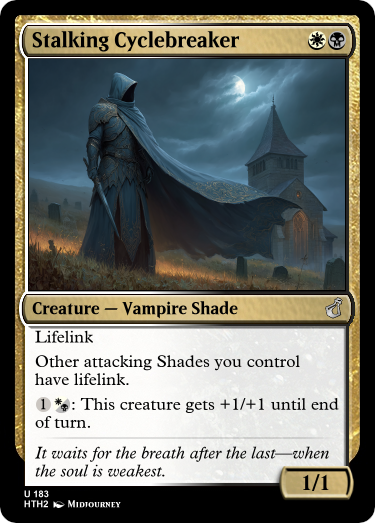 Stalking Cyclebreaker
Creature — Vampire Shade
Lifelink
Other attacking Shades you control
have lifelink.
1 : This creature gets +1/+1 until end
of turn.
It waits for the breath after the last—when
the soul is weakest.
1/1
U 183
HTH2 Midjourney